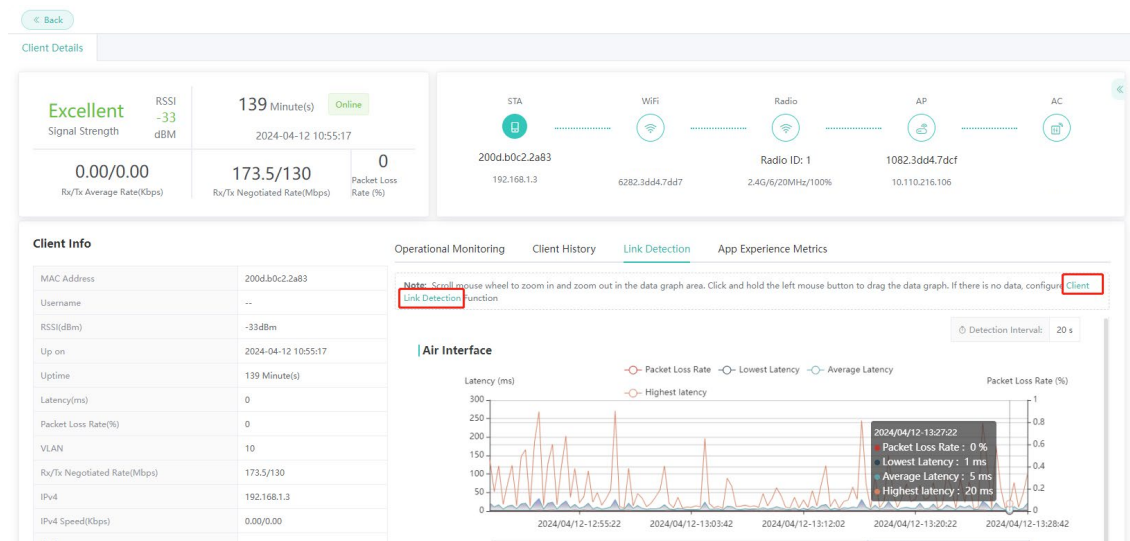 « Back
Client Details
Excellent
Signal Strength
RSSI
-33
dBM
139 Minute(s)
Online
2024-04-12 10:55:17
0.00/0.00
Rx/Tx Average Rate(Kbps)
173.5/130
Rx/Tx Negotiated Rate(Mbps)
0
Packet Loss
Rate (%)
STA
WiFi
Radio
AP
AC
200d.b0c2.2a83
Radio ID: 1
1082.3dd4.7dcf
192.168.1.3
6282.3dd4.7dd7
2.4G/6/20MHz/100%
10.110.216.106
«
Client Info
MAC Address 200d.b0c2.2a83
Username --
RSSI(dBm) -33dBm
Up on 2024-04-12 10:55:17
Uptime 139 Minute(s)
Latency(ms) 0
Packet Loss Rate(%) 0
VLAN 10
Rx/Tx Negotiated Rate(Mbps) 173.5/130
IPv4 192.168.1.3
IPv4 Speed(Kbps) 0.00/0.00
Operational Monitoring Client History Link Detection App Experience Metrics
Note: Scroll mouse wheel to zoom in and zoom out in the data graph area. Click and hold the left mouse button to drag the data graph. If there is no data, configure Client
Link Detection Function
Detection Interval: 20 s
Air Interface
Packet Loss Rate Lowest Latency Average Latency
Highest latency
Latency (ms)
Packet Loss Rate (%)
300
250
200
150
100
50
0
1
0.8
0.6
0.4
0.2
0
2024/04/12-13:27:22
Packet Loss Rate : 0 %
Lowest Latency : 1 ms
Average Latency : 5 ms
Highest latency : 20 ms
2024/04/12-12:55:22 2024/04/12-13:03:42 2024/04/12-13:12:02 2024/04/12-13:20:22 2024/04/12-13:28:42